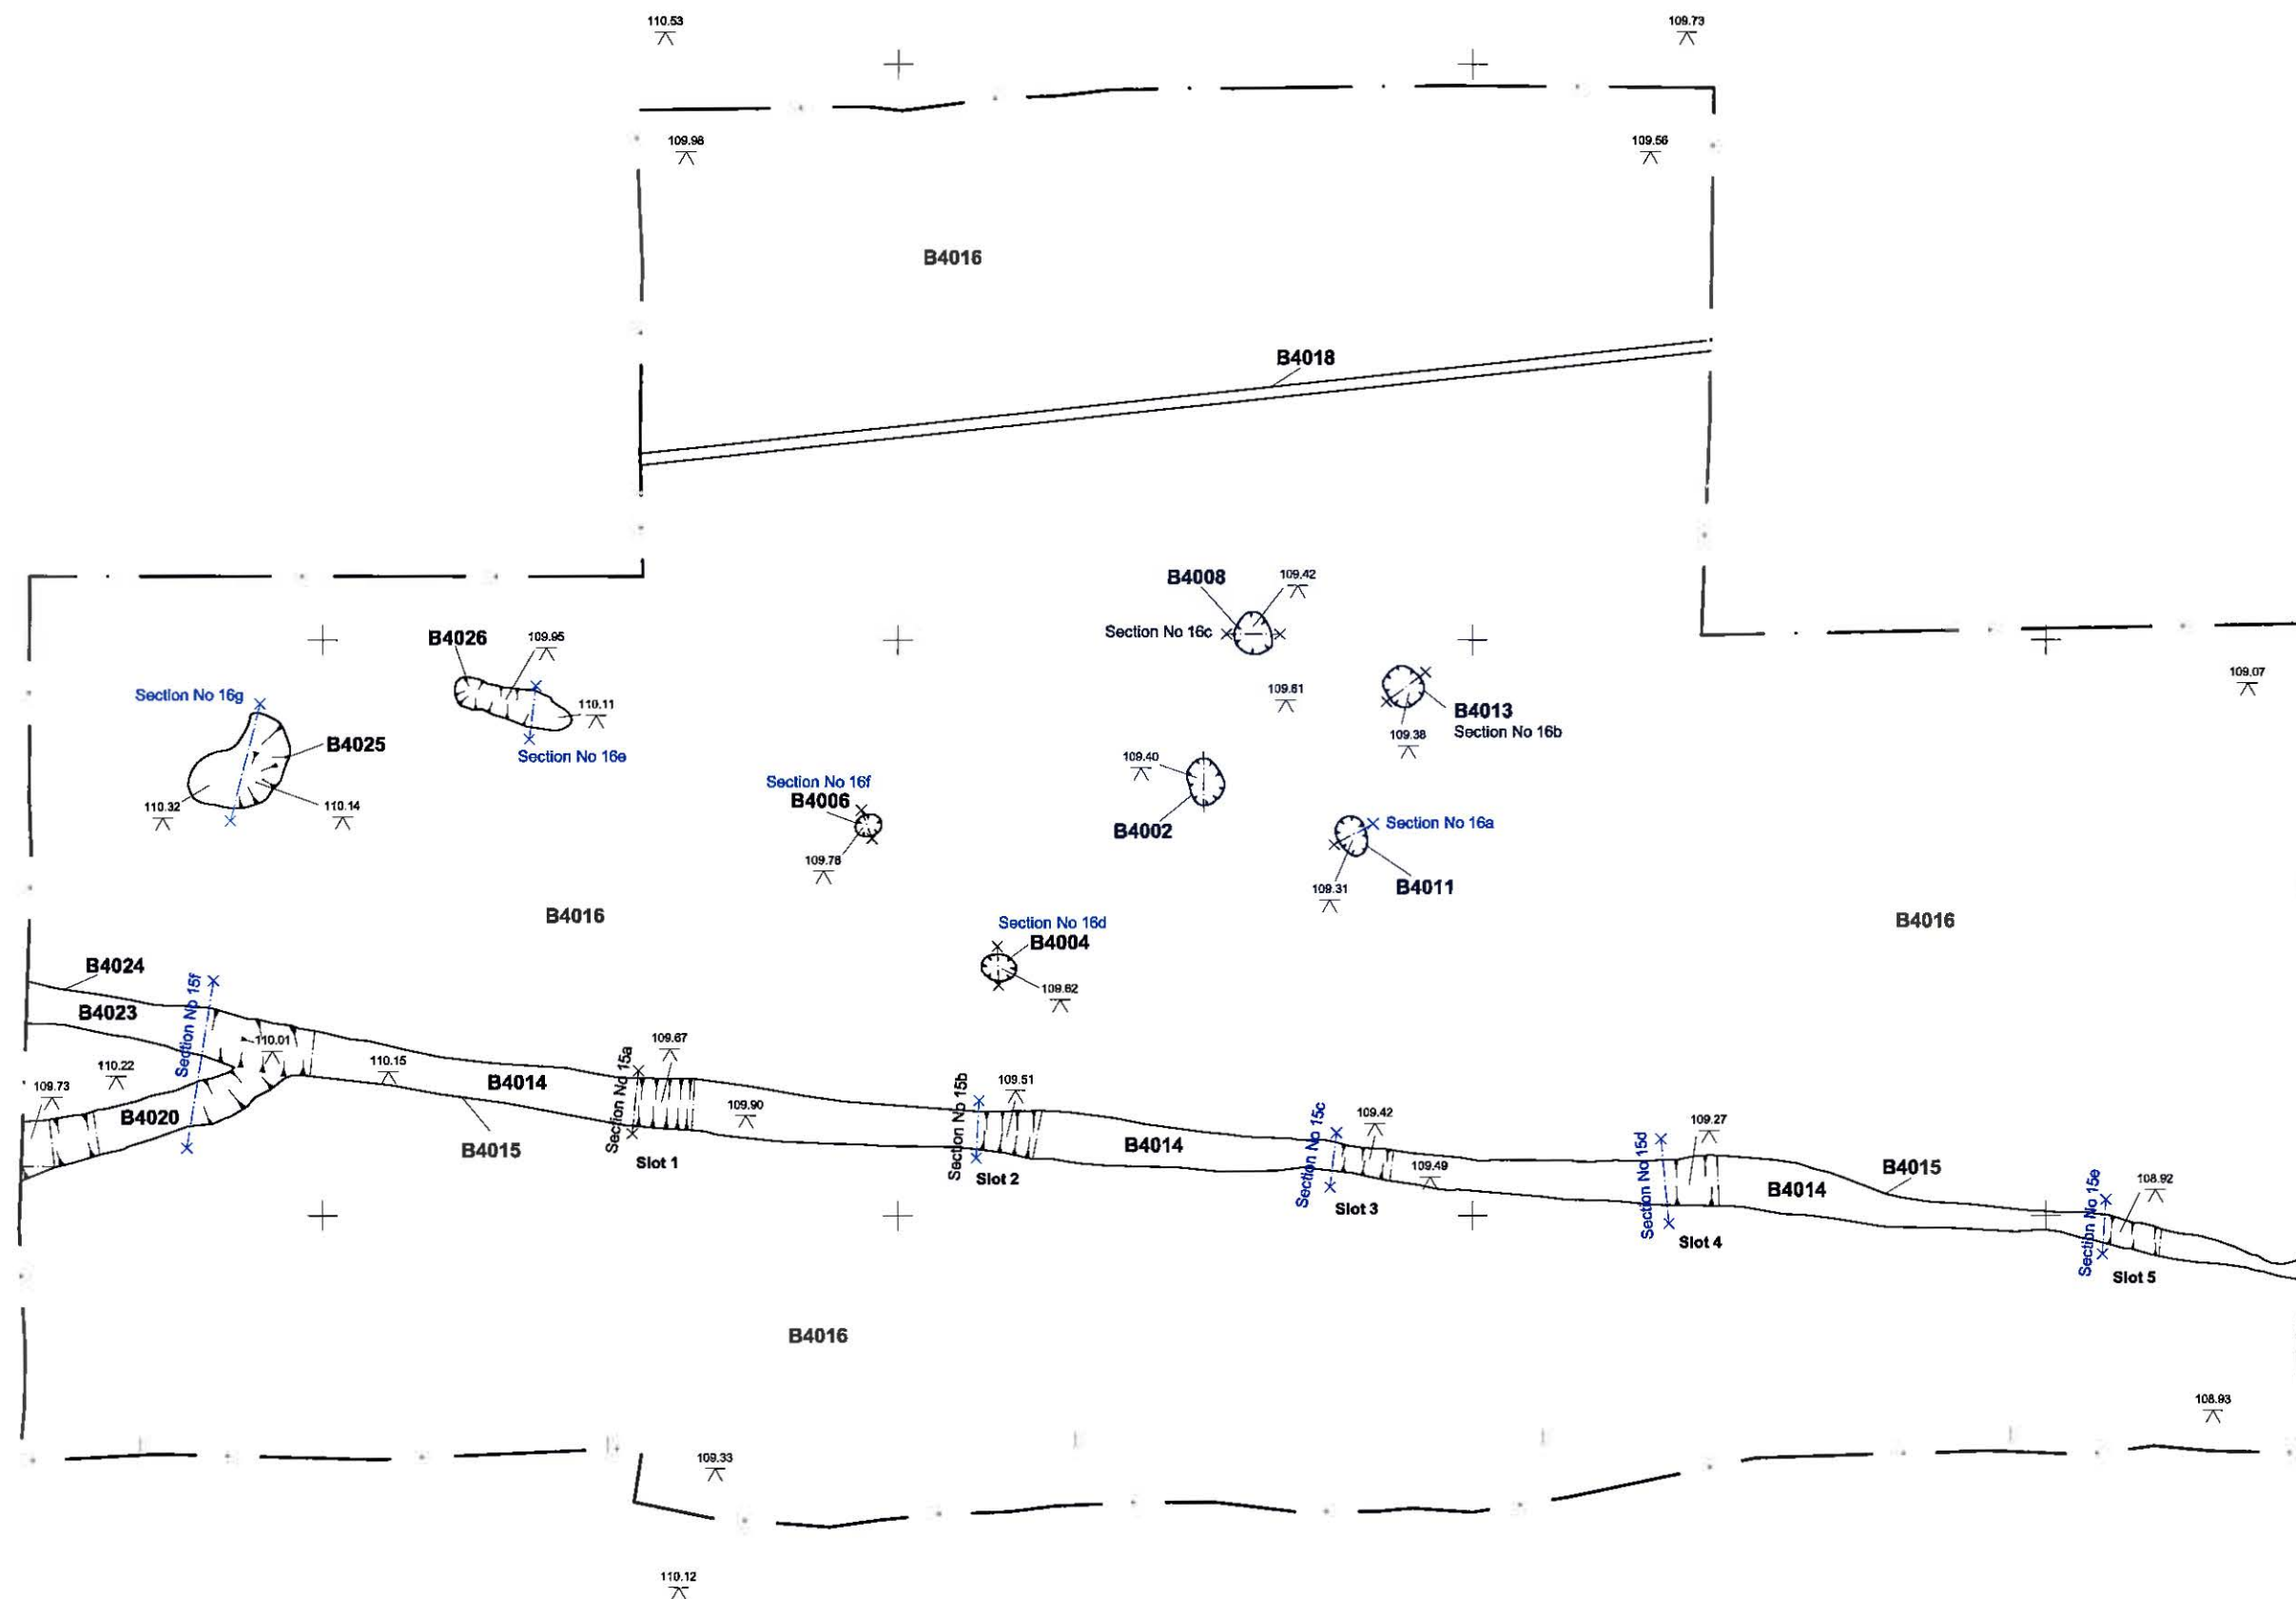 110.53
109.73
109.98
109.56
B4016
B4018
B4008
109.42
Section No 16c
B4026
109.95
109.61
109.07
Section No 16g
110.11
B4013
Section No 16b
109.38
B4025
Section No 16e
109.40
Section No 16f
B4006
110.32
110.14
B4002
Section No 16a
109.78
109.31
B4011
B4016
Section No 16d
B4004
B4016
B4024
109.62
B4023
Section No 15f
110.01
110.22
110.15
109.67
109.73
B4014
Section No 15a
109.51
B4020
109.90
Section No 15b
109.42
109.27
B4015
B4014
Section No 15c
Slot 1
109.49
Section No 15d
B4015
Slot 2
B4014
108.92
Section No 15e
Slot 3
Slot 4
Slot 5
B4016
108.93
109.33
110.12